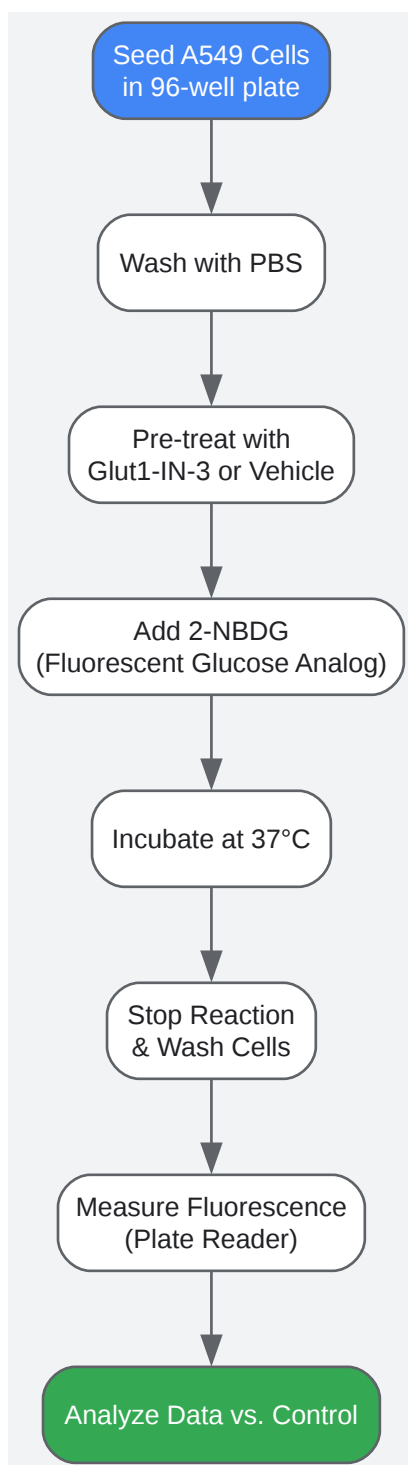 Seed A549 Cells
in 96-well plate
Wash with PBS
Pre-treat with
Glut1-IN-3 or Vehicle
Add 2-NBDG
(Fluorescent Glucose Analog)
Incubate at 37°C
Stop Reaction
& Wash Cells
Measure Fluorescence
(Plate Reader)
Analyze Data vs. Control